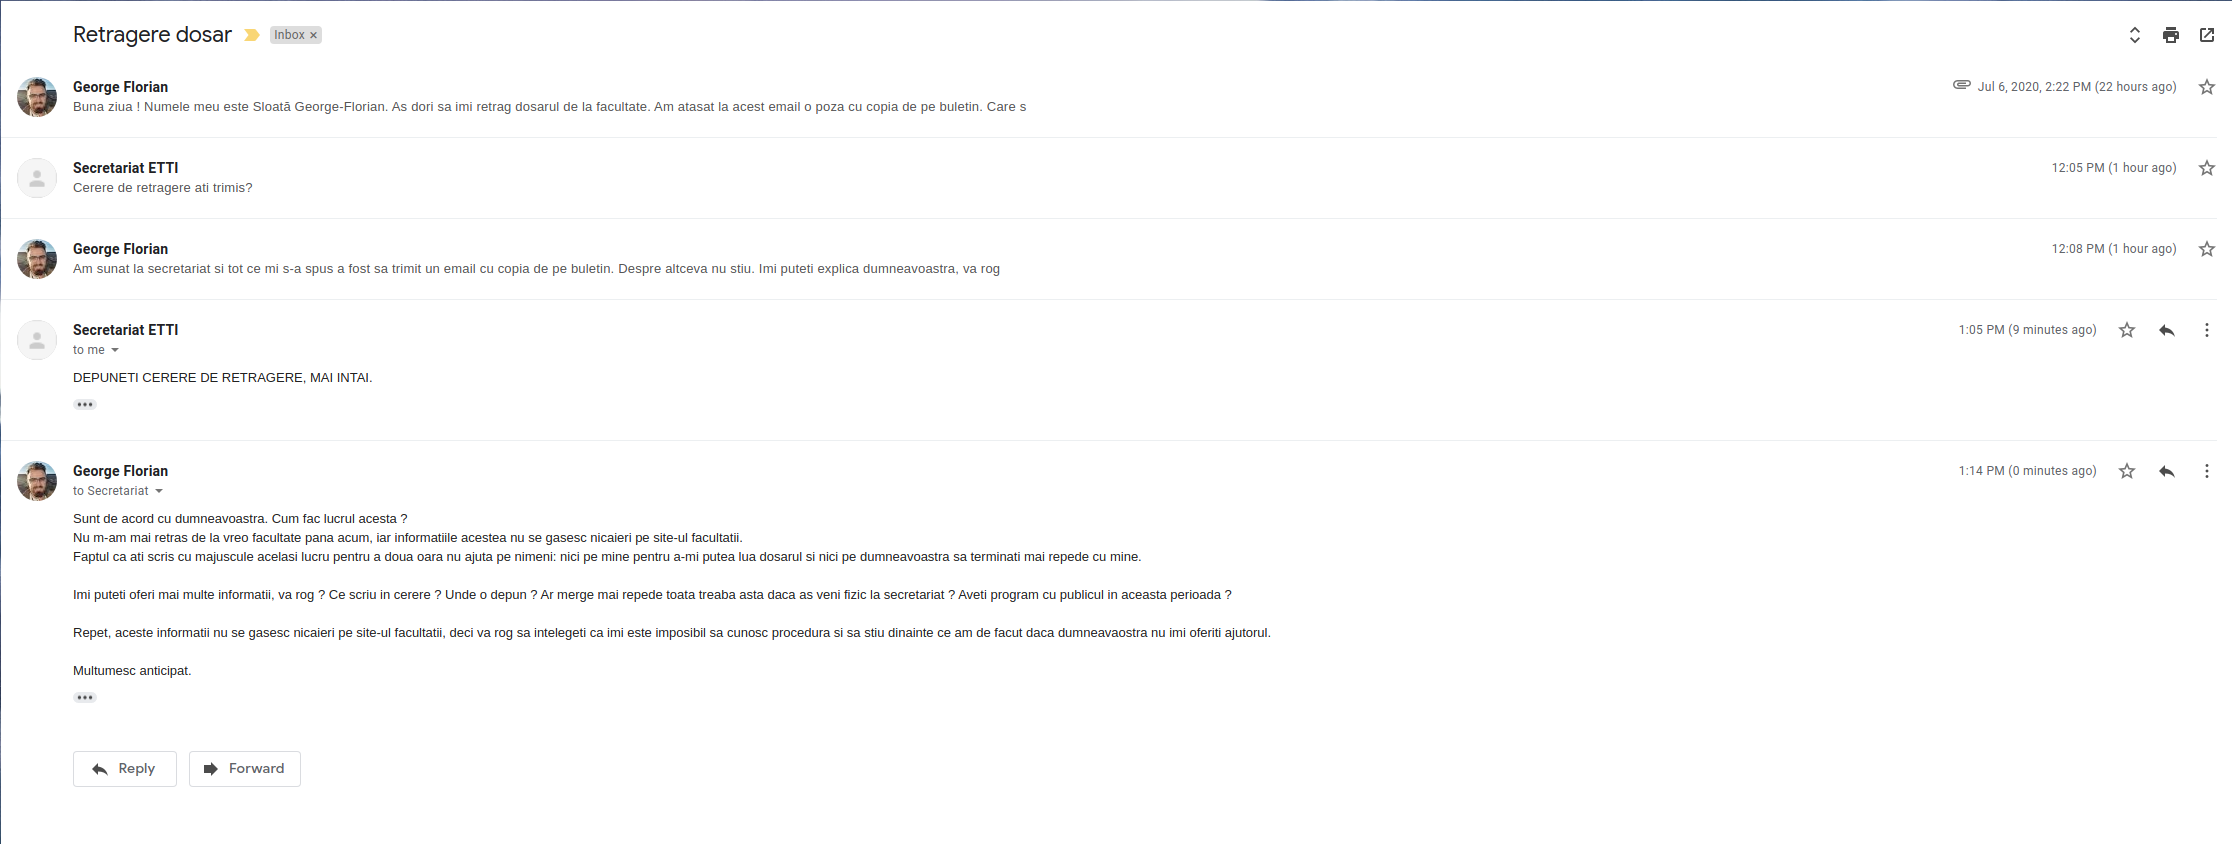 Retragere dosar
Inbox ×
George Florian
Jul 6, 2020, 2:22 PM (22 hours ago)
Buna ziua ! Numele meu este Sloată George-Florian. As dori sa imi retrag dosarul de la facultate. Am atasat la acest email o poza cu copia de pe buletin. Care s
Secretariat ETTI
12:05 PM (1 hour ago)
Cerere de retragere ati trimis?
George Florian
12:08 PM (1 hour ago)
Am sunat la secretariat si tot ce mi s-a spus a fost sa trimit un email cu copia de pe buletin. Despre altceva nu stiu. Imi puteti explica dumneavoastra, va rog
Secretariat ETTI
1:05 PM (9 minutes ago)
to me
DEPUNETI CERERE DE RETRAGERE, MAI INTAI.
George Florian
1:14 PM (0 minutes ago)
to Secretariat
Sunt de acord cu dumneavoastra. Cum fac lucrul acesta ?
Nu m-am mai retras de la vreo facultate pana acum, iar informatiile acestea nu se gasesc nicaieri pe site-ul facultatii.
Faptul ca ati scris cu majuscule acelasi lucru pentru a doua oara nu ajuta pe nimeni: nici pe mine pentru a-mi putea lua dosarul si nici pe dumneavoastra sa terminati mai repede cu mine.
Imi puteti oferi mai multe informatii, va rog ? Ce scriu in cerere ? Unde o depun ? Ar merge mai repede toata treaba asta daca as veni fizic la secretariat ? Aveti program cu publicul in aceasta perioada ?
Repet, aceste informatii nu se gasesc nicaieri pe site-ul facultatii, deci va rog sa intelegeti ca imi este imposibil sa cunosc procedura si sa stiu dinainte ce am de facut daca dumneavaostra nu imi oferiti ajutorul.
Multumesc anticipat.
Reply
Forward